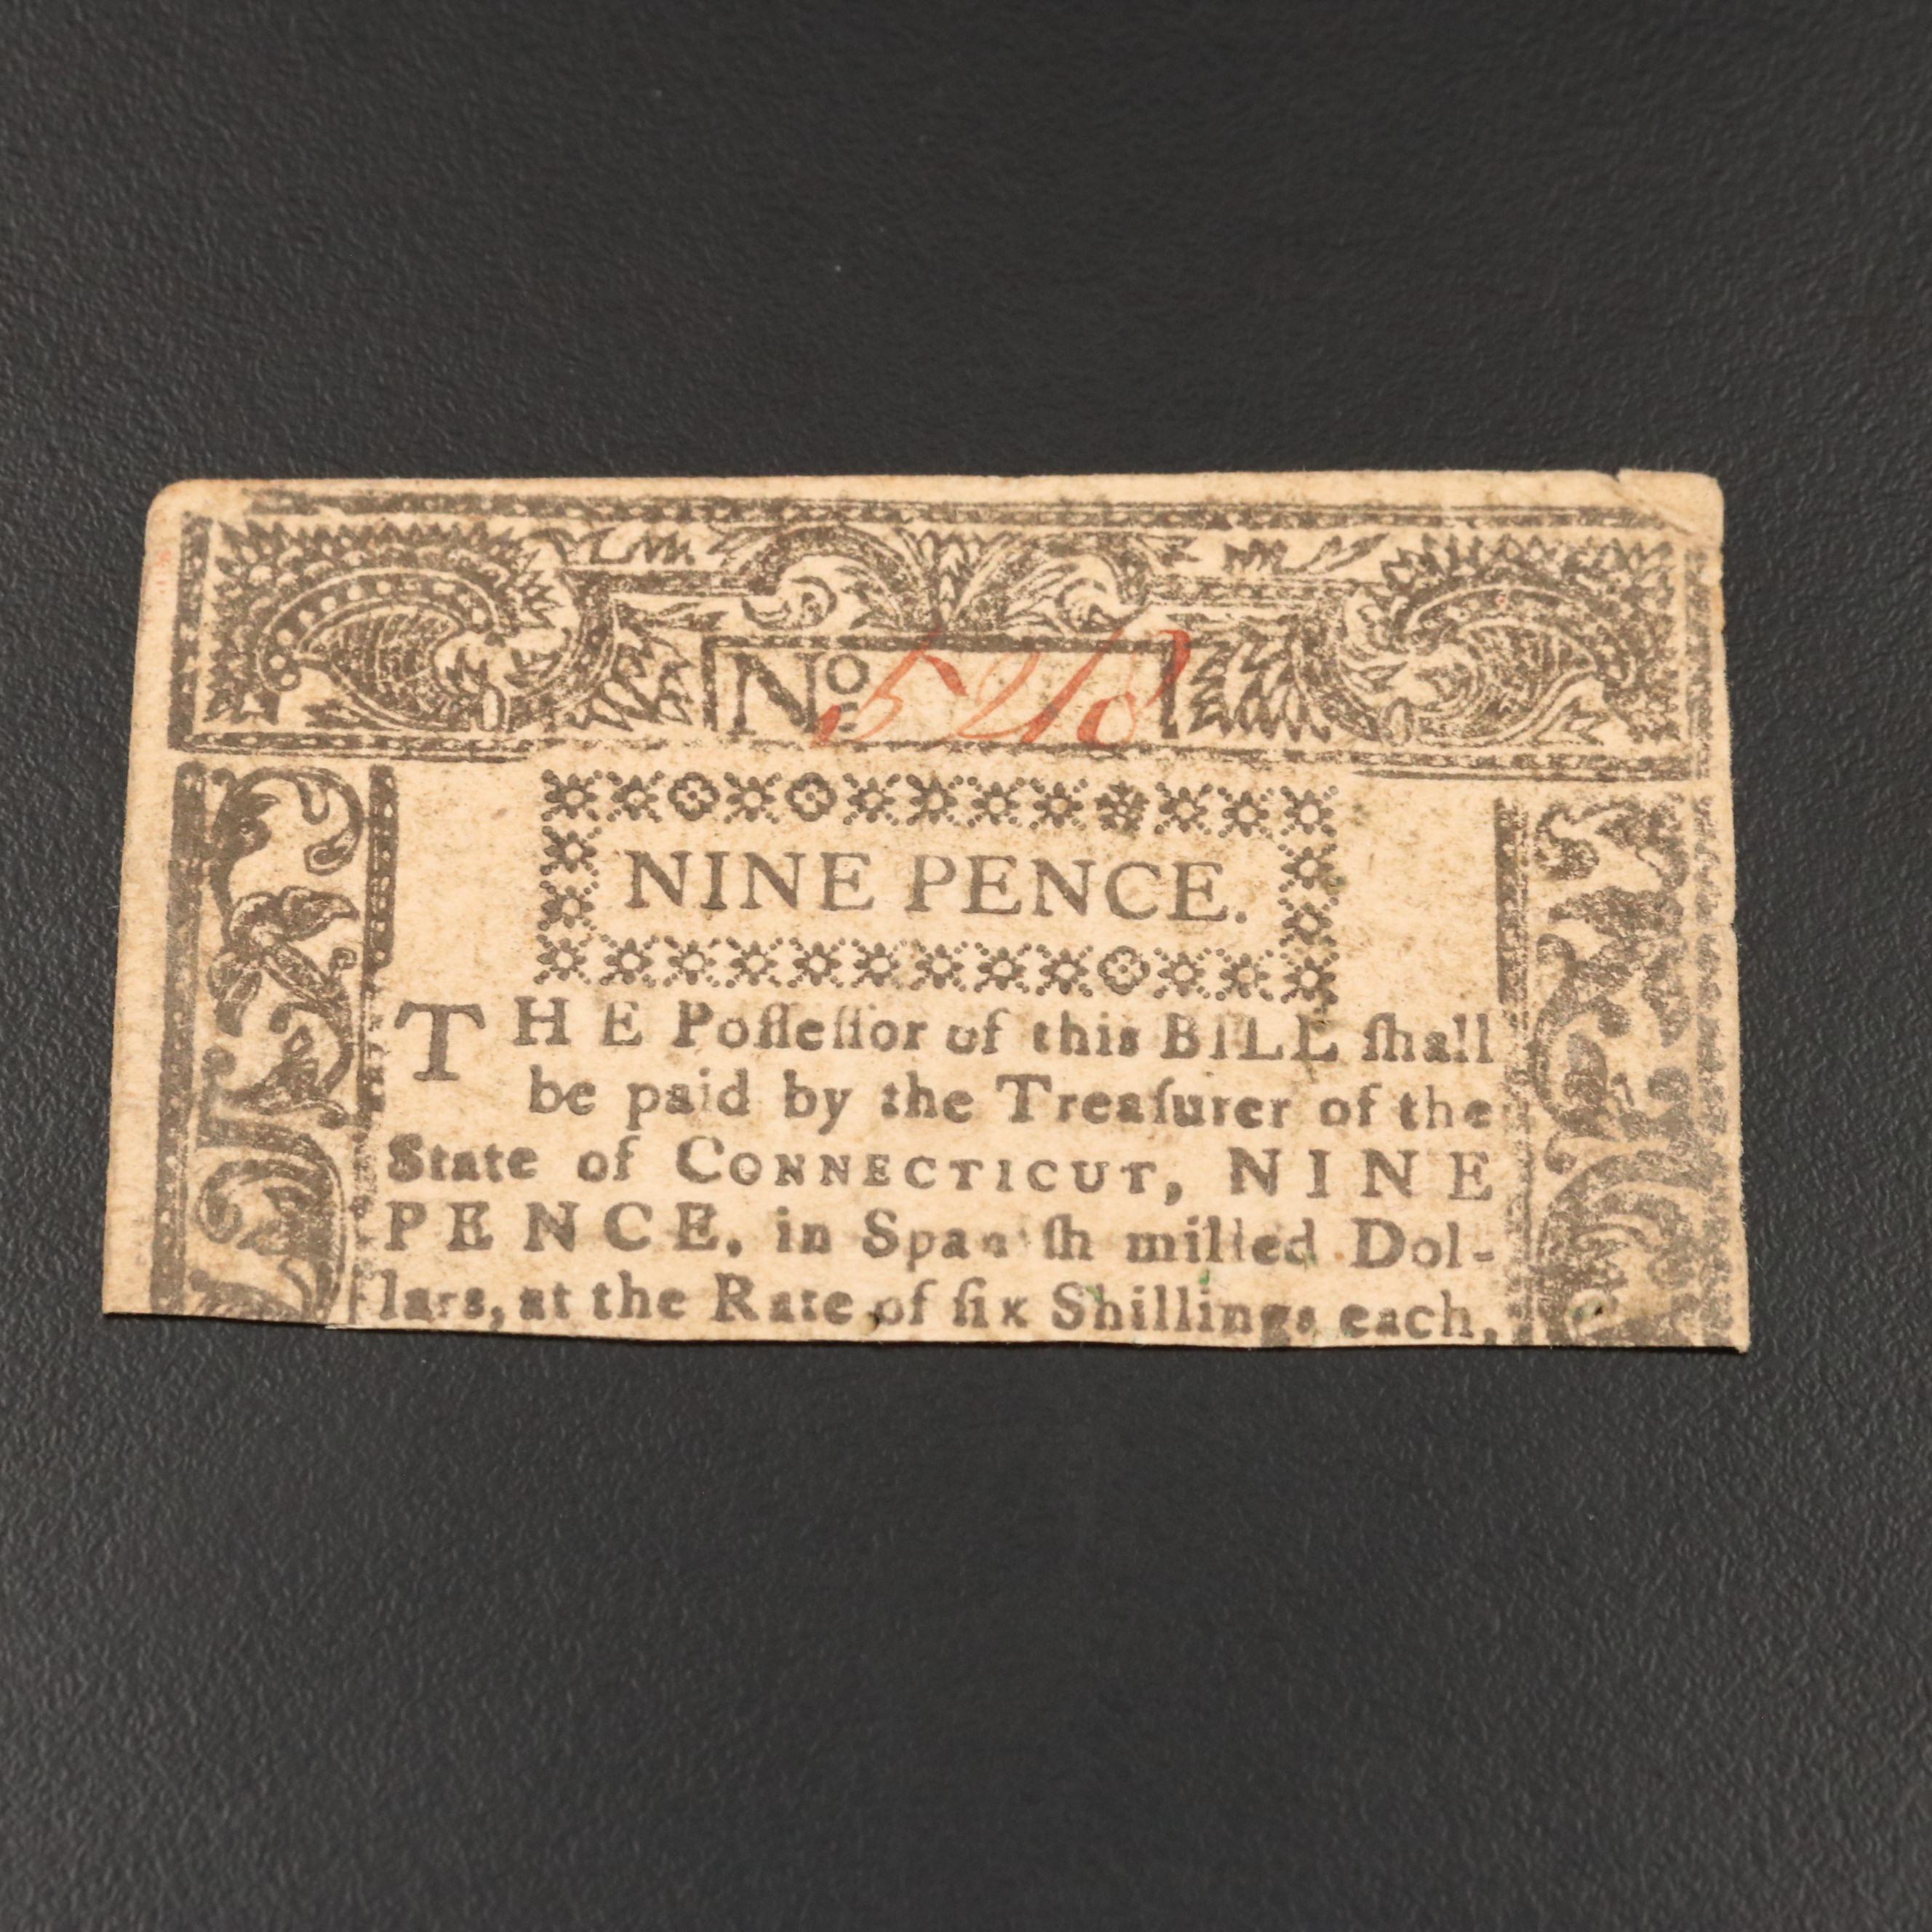 No 5218
NINE PENCE.
THE Poſſeſſior of this BILL ſhall
be paid by the Treaſurer of the
State of CONNECTICUT, NINE
PENCE, in Spaniſh milled Dol-
lars, at the Rate of ſix Shillings each,